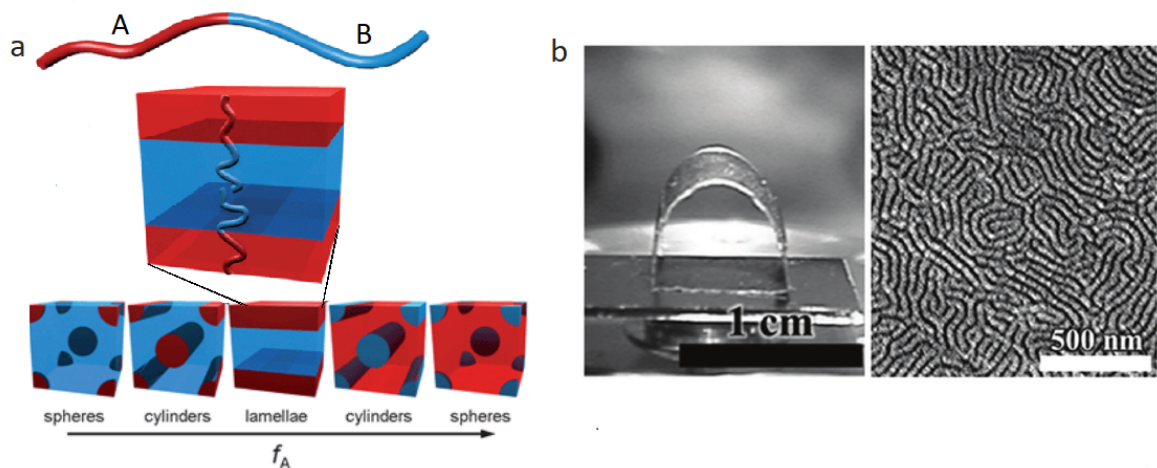 a
A
B
b
spheres
cylinders
lamellae
cylinders
spheres
fA
1 cm
500 nm